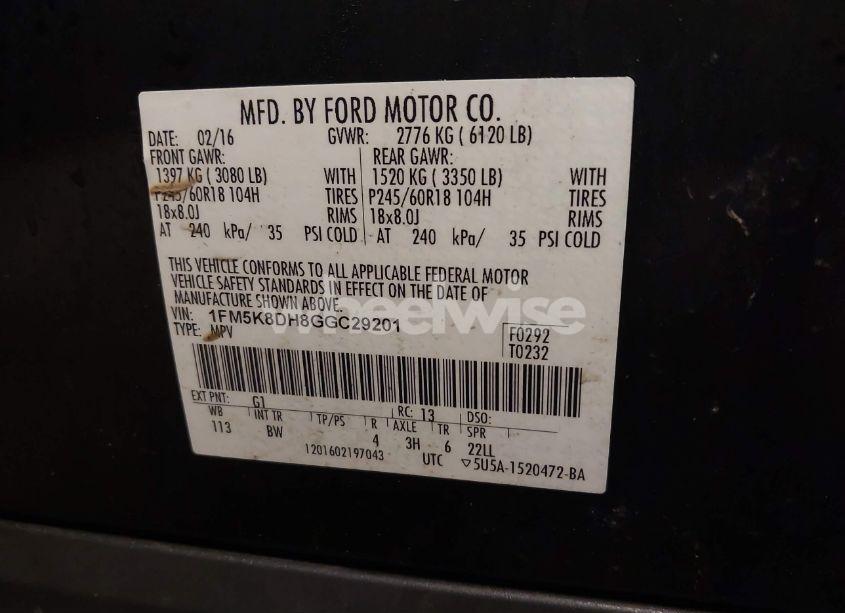 MFD. BY FORD MOTOR CO.
DATE: 02/16 GVWR: 2776 KG ( 6120 LB)
FRONT GAWR: REAR GAWR:
1397 KG ( 3080 LB) WITH 1520 KG ( 3350 LB) WITH
P245/60R18 104H TIRES P245/60R18 104H TIRES
18x8.0J RIMS 18x8.0J RIMS
AT 240 kPa/ 35 PSI COLD AT 240 kPa/ 35 PSI COLD
THIS VEHICLE CONFORMS TO ALL APPLICABLE FEDERAL MOTOR
VEHICLE SAFETY STANDARDS IN EFFECT ON THE DATE OF
MANUFACTURE SHOWN ABOVE.
wheelwise
VIN: 1FM5K8DH8GGC29201
TYPE: MPV
F0292
T0232
EXT PNT: G1 RC: 13 DSO:
WB INT TR TP/PS R AXLE TR SPR
113 BW 4 3H 6 22LL
1201602197043 UTC ▽5U5A-1520472-BA